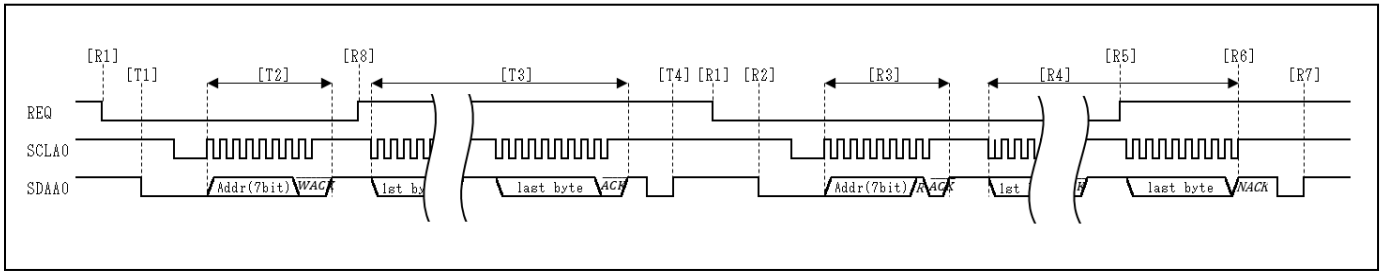 [R1] [R8] [R5] [R6]
[T1] [T2] [T3] [T4] [R1] [R2] [R3] [R4] [R7]
REQ
SCLA0
SDAA0 Addr(7bit) WACK 1st by last byte ACK Addr(7bit) R ACK 1st K last byte NACK